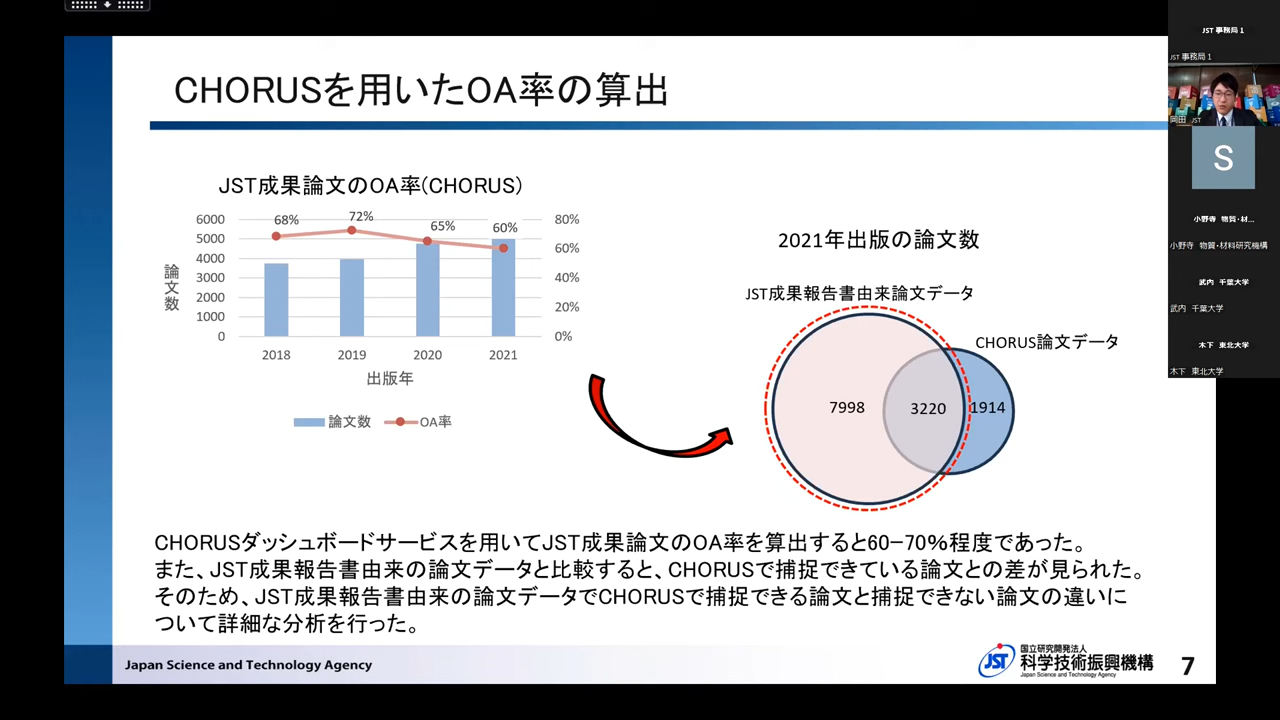 CHORUSを用いたOA率の算出
JST成果論文のOA率(CHORUS)
6000
5000
4000
3000
2000
1000
0
論文数
68%
72%
65%
60%
80%
60%
40%
20%
0%
2018 2019 2020 2021
出版年
論文数 OA率
2021年出版の論文数
JST成果報告書由来論文データ
CHORUS論文データ
7998 3220 1914
CHORUSダッシュボードサービスを用いてJST成果論文のOA率を算出すると60−70%程度であった。
また、JST成果報告書由来の論文データと比較すると、CHORUSで捕捉できている論文との差が見られた。
そのため、JST成果報告書由来の論文データでCHORUSで捕捉できる論文と捕捉できない論文の違いに
ついて詳細な分析を行った。
Japan Science and Technology Agency
JST
国立研究開発法人
科学技術振興機構
Japan Science and Technology Agency
7
JST 事務局 1
JST 事務局 1
岡田 JST
S
小野寺 物質・材...
小野寺 物質・材料研究機構
武内 千葉大学
武内 千葉大学
木下 東北大学
木下 東北大学